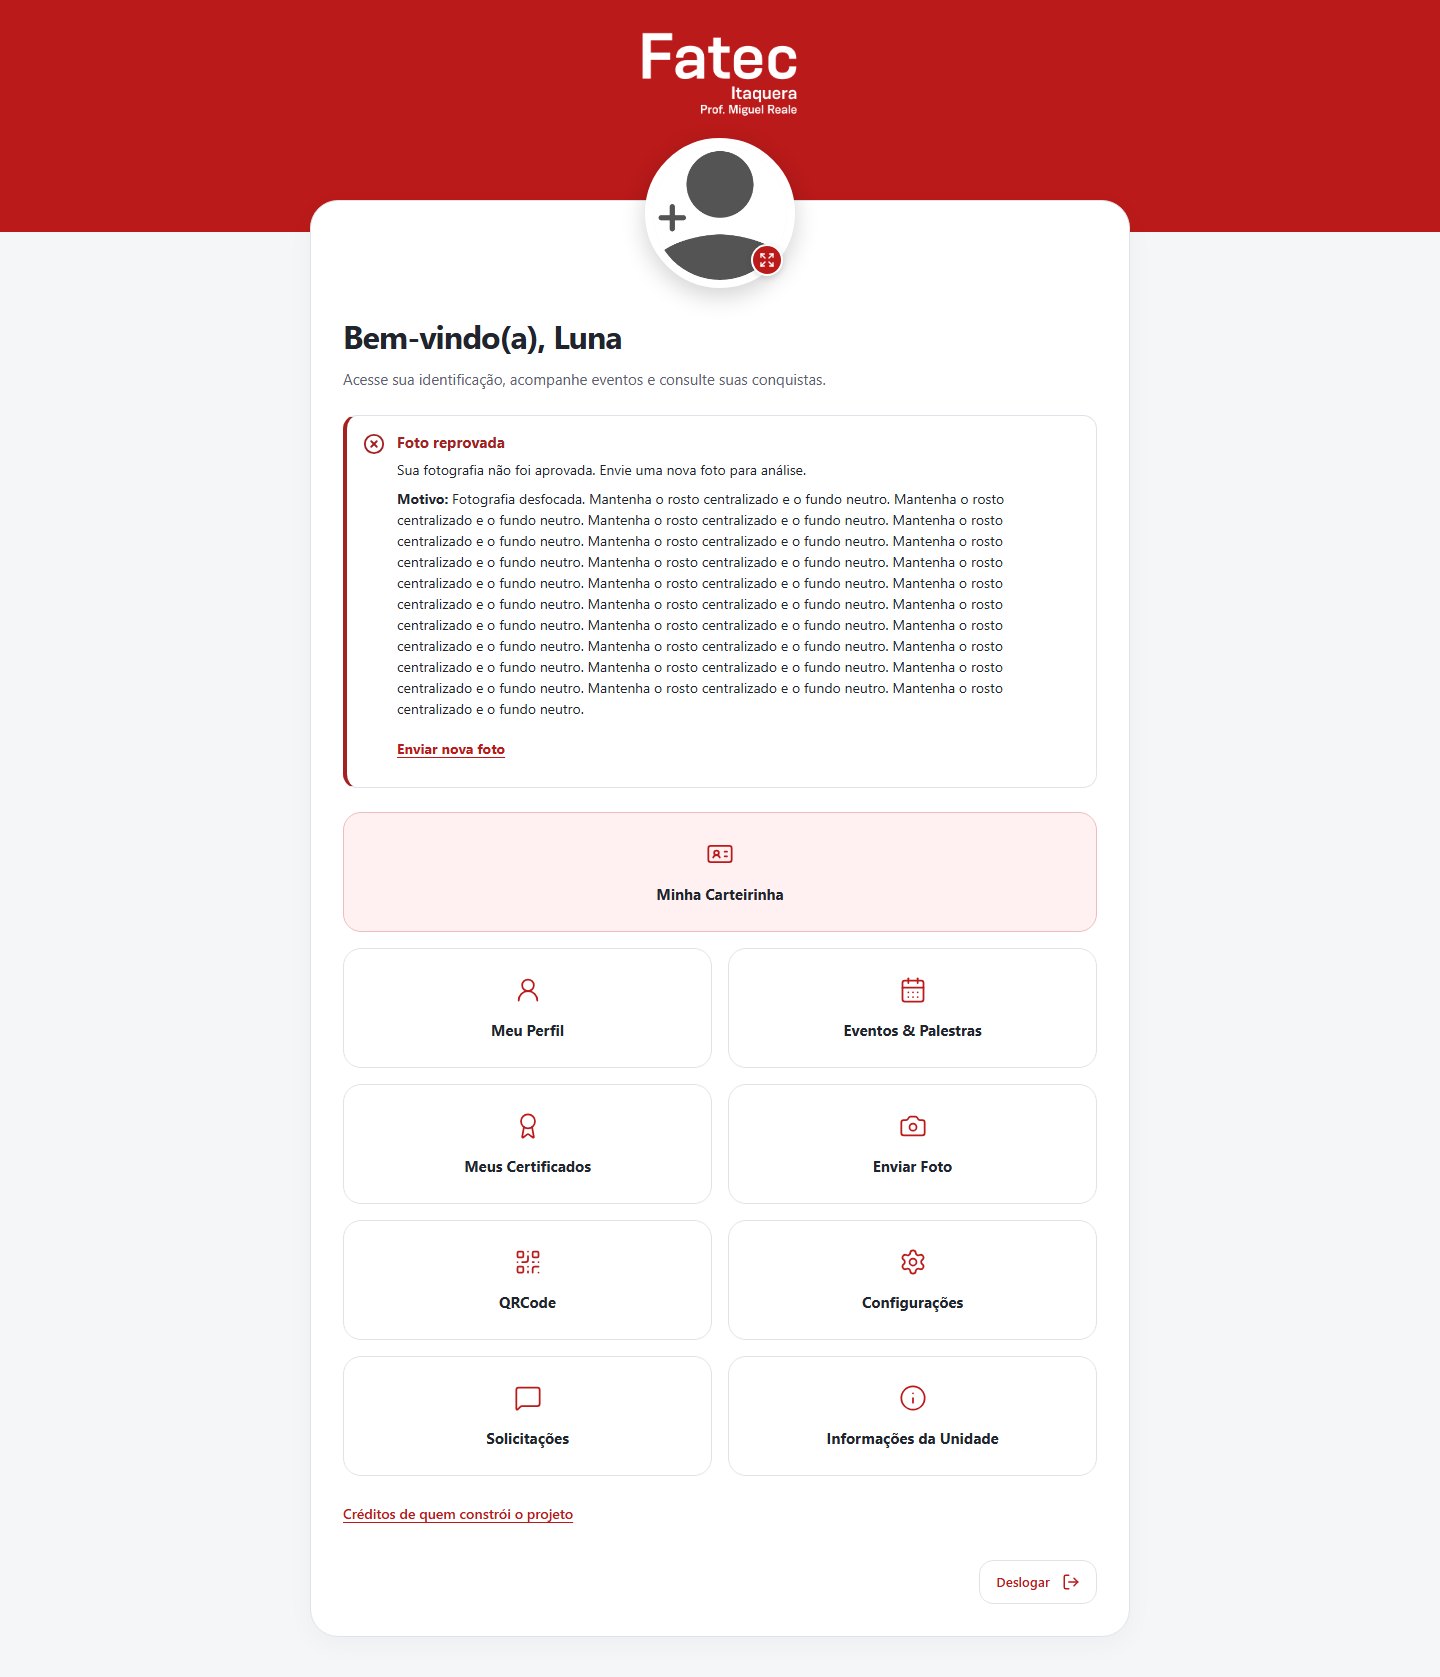 Fatec
Itaquera
Prof. Miguel Reale
Bem-vindo(a), Luna
Acesse sua identificação, acompanhe eventos e consulte suas conquistas.
Foto reprovada
Sua fotografia não foi aprovada. Envie uma nova foto para análise.
Motivo: Fotografia desfocada. Mantenha o rosto centralizado e o fundo neutro. Mantenha o rosto
centralizado e o fundo neutro. Mantenha o rosto centralizado e o fundo neutro. Mantenha o rosto
centralizado e o fundo neutro. Mantenha o rosto centralizado e o fundo neutro. Mantenha o rosto
centralizado e o fundo neutro. Mantenha o rosto centralizado e o fundo neutro. Mantenha o rosto
centralizado e o fundo neutro. Mantenha o rosto centralizado e o fundo neutro. Mantenha o rosto
centralizado e o fundo neutro. Mantenha o rosto centralizado e o fundo neutro. Mantenha o rosto
centralizado e o fundo neutro. Mantenha o rosto centralizado e o fundo neutro. Mantenha o rosto
centralizado e o fundo neutro. Mantenha o rosto centralizado e o fundo neutro. Mantenha o rosto
centralizado e o fundo neutro. Mantenha o rosto centralizado e o fundo neutro. Mantenha o rosto
centralizado e o fundo neutro. Mantenha o rosto centralizado e o fundo neutro. Mantenha o rosto
centralizado e o fundo neutro.
Enviar nova foto
Minha Carteirinha
Meu Perfil
Eventos & Palestras
Meus Certificados
Enviar Foto
QRCode
Configurações
Solicitações
Informações da Unidade
Créditos de quem constrói o projeto
Deslogar